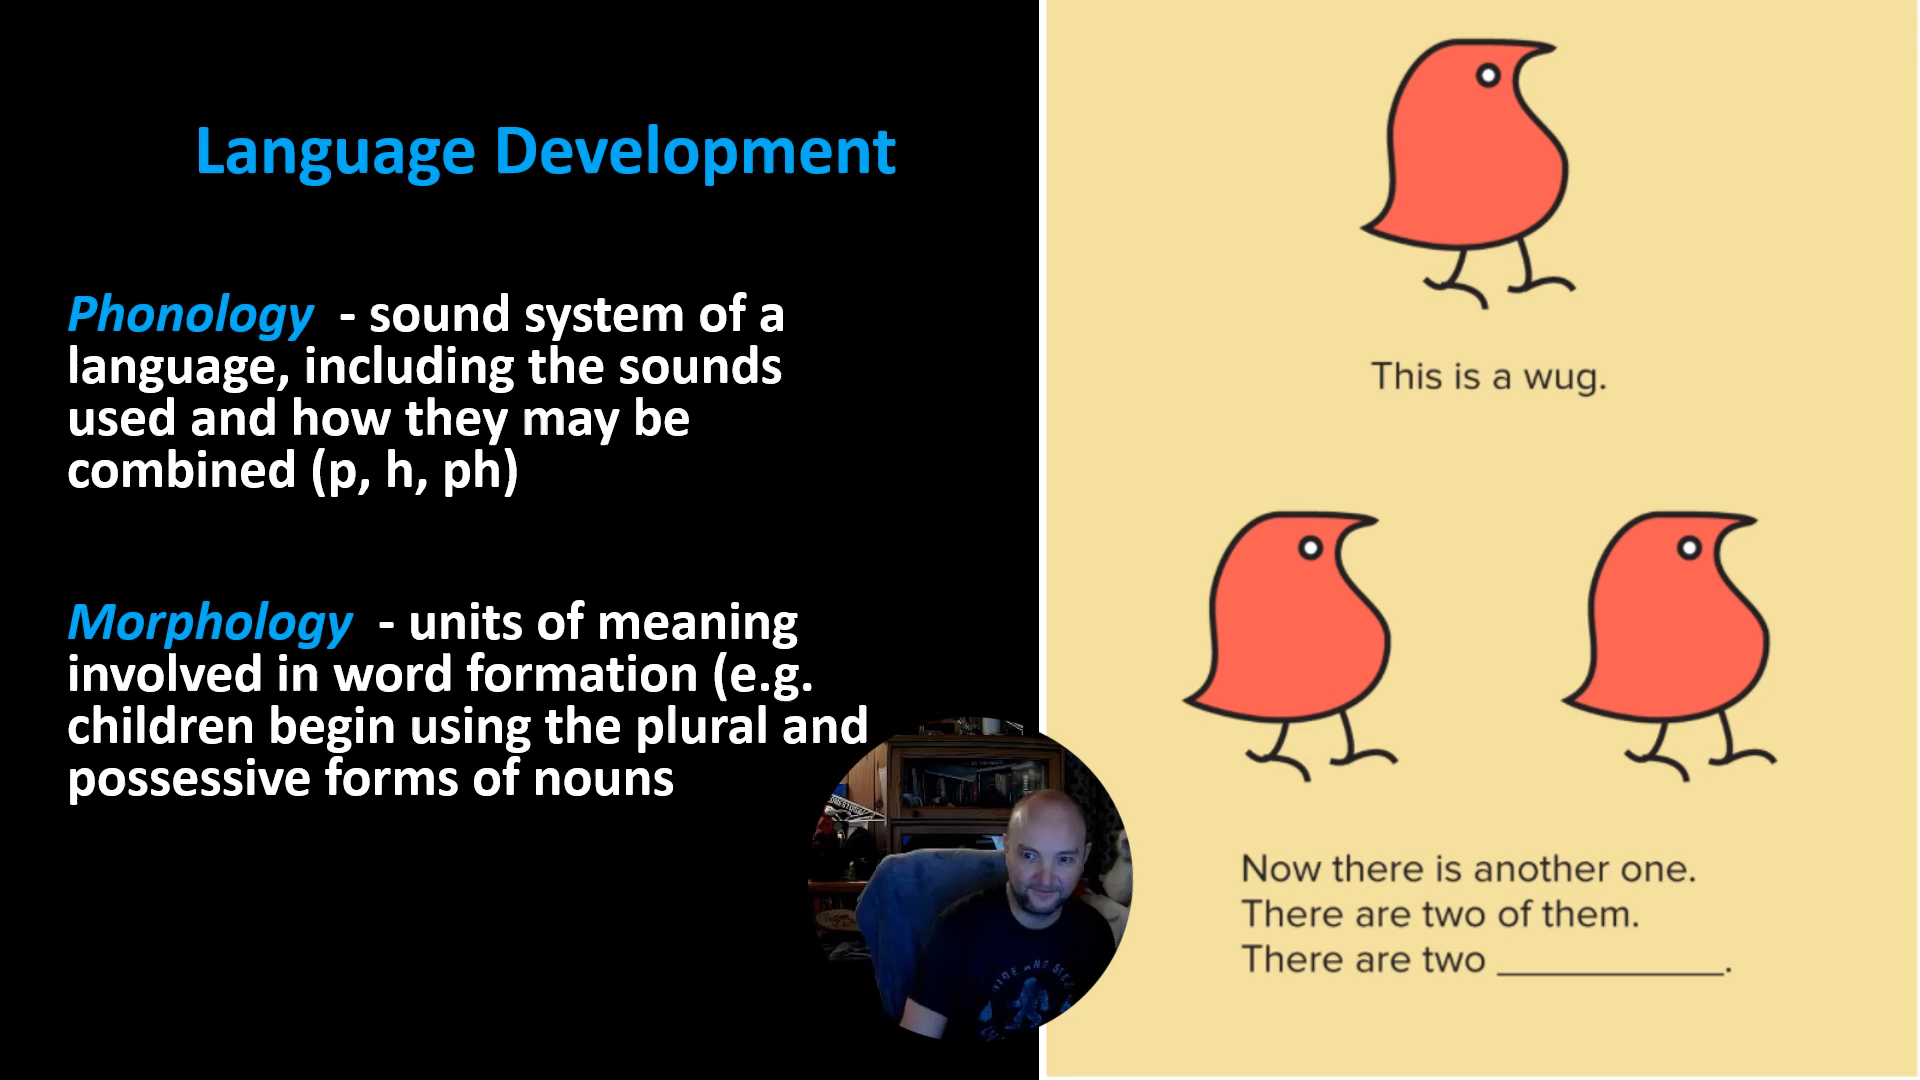 Language Development
Phonology - sound system of a
language, including the sounds
used and how they may be
combined (p, h, ph)
Morphology - units of meaning
involved in word formation (e.g.
children begin using the plural and
possessive forms of nouns
This is a wug.
Now there is another one.
There are two of them.
There are two __________.